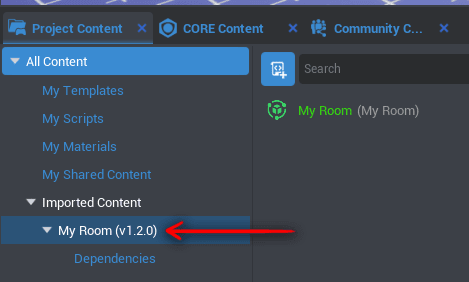 Project Content
CORE Content
Community C...
All Content
Search
My Templates
My Room (My Room)
My Scripts
My Materials
My Shared Content
Imported Content
My Room (v1.2.0)
Dependencies